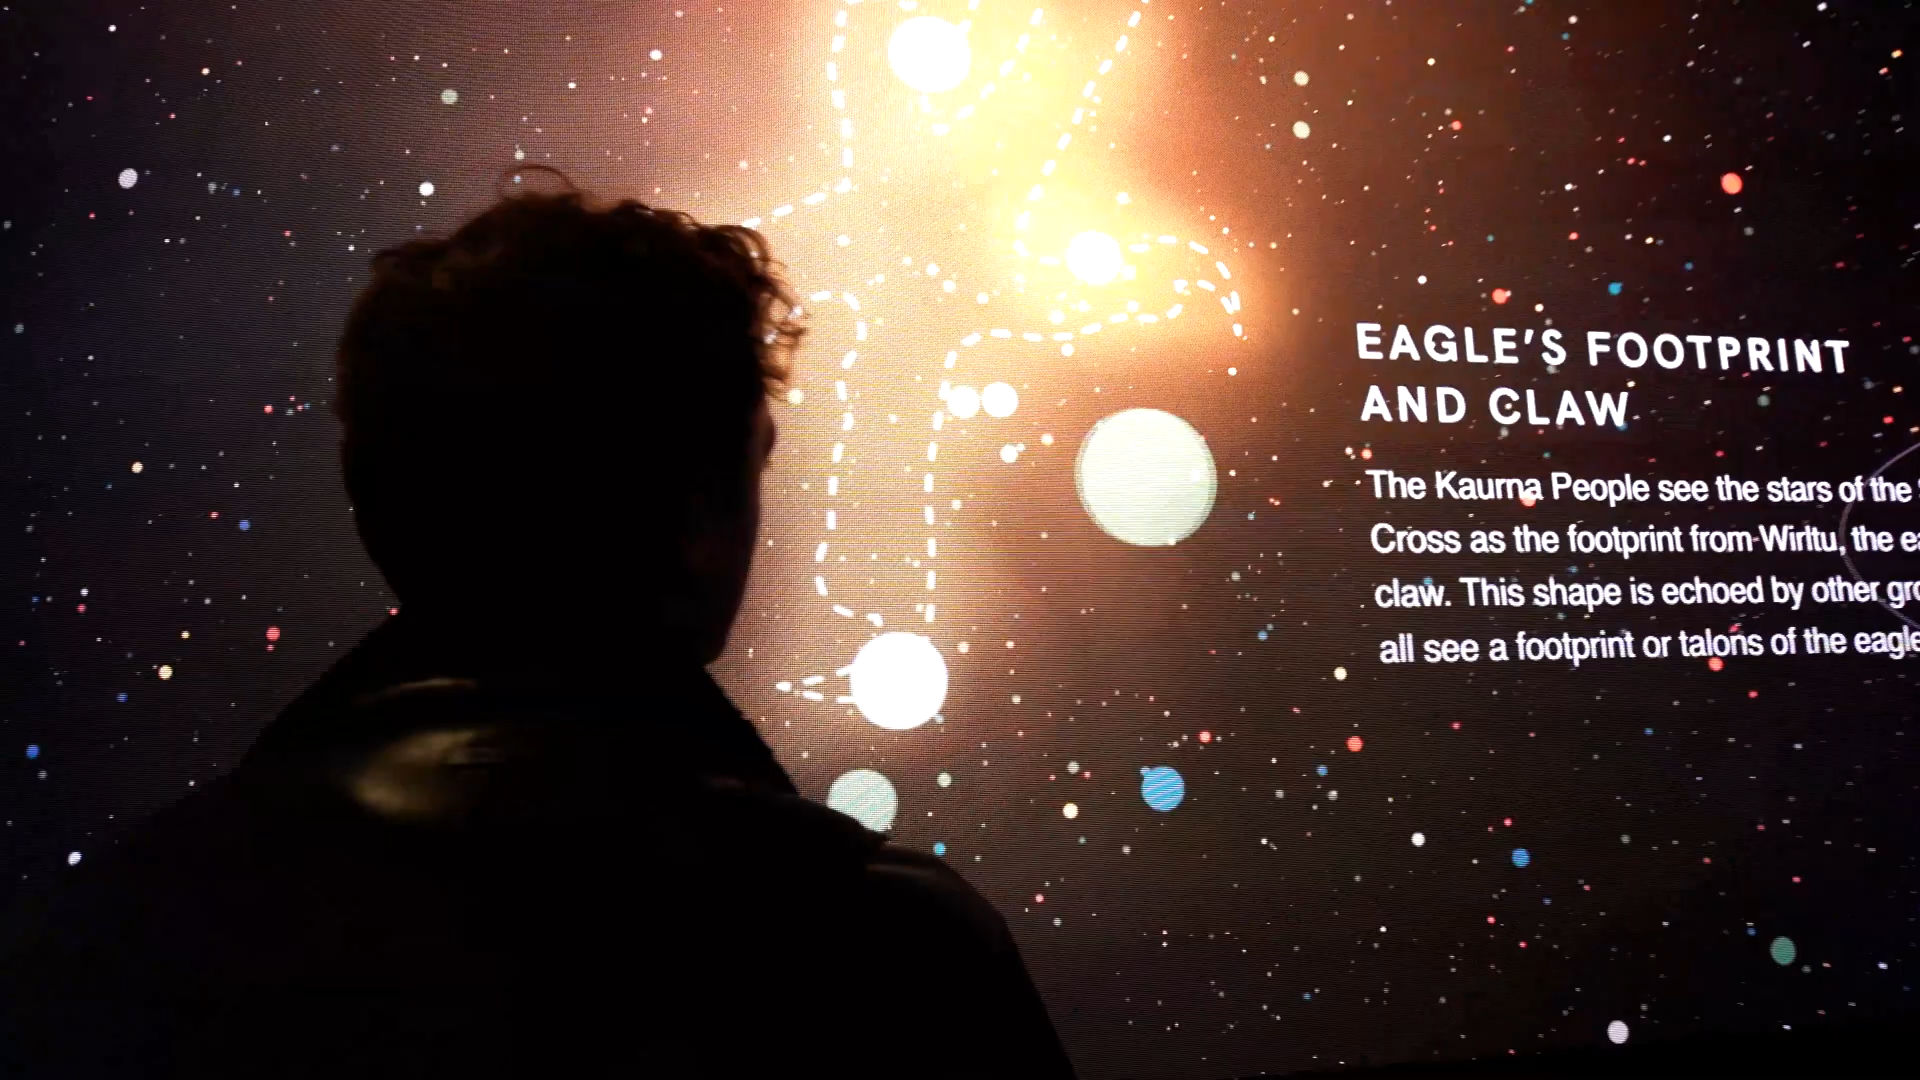 EAGLE'S FOOTPRINT
AND CLAW
The Kaurna People see the stars of the
Cross as the footprint from Wirltu, the
claw. This shape is echoed by other
all see a footprint or talons of the eagle